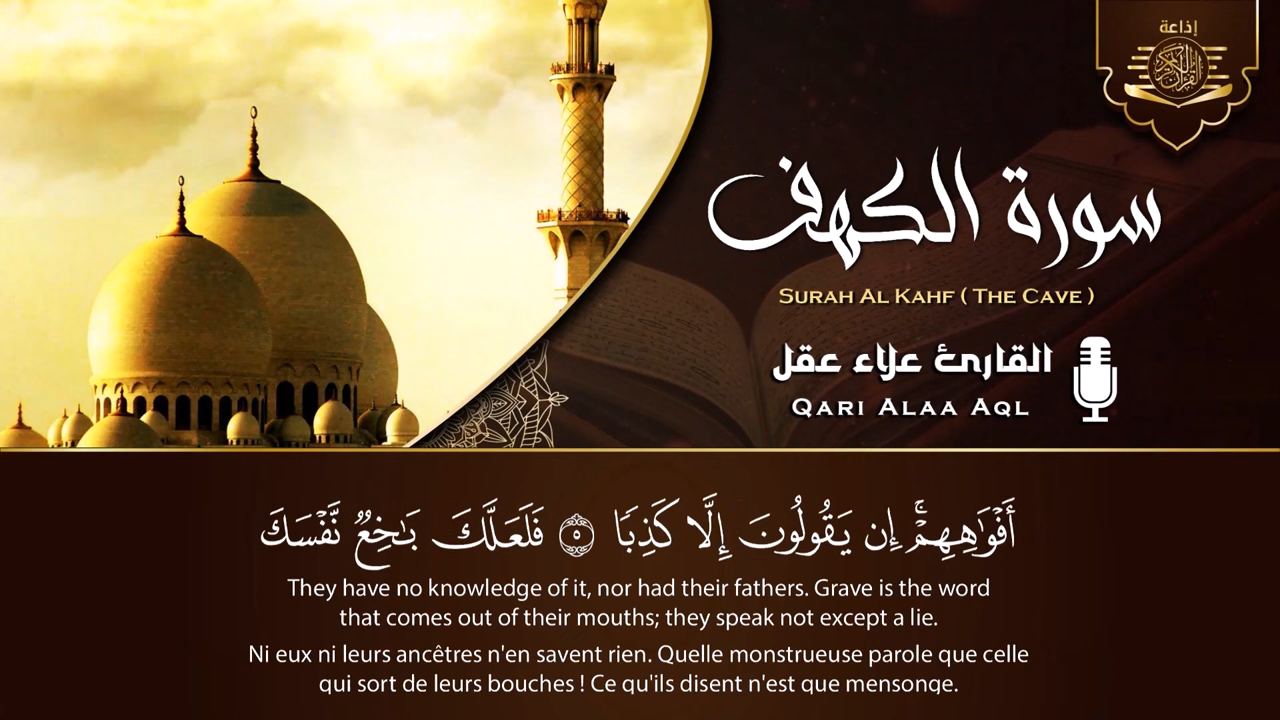 إذاعة
القرآن الكريم
سورة الكهف
SURAH AL KAHF ( THE CAVE )
القارئ علاء عقل
QARI ALAA AQL
أَفْوَٰهِهِمْۚ إِن يَقُولُونَ إِلَّا كَذِبًا ۝٥ فَلَعَلَّكَ بَـٰخِعٌ نَّفْسَكَ
They have no knowledge of it, nor had their fathers. Grave is the word
that comes out of their mouths; they speak not except a lie.
Ni eux ni leurs ancêtres n'en savent rien. Quelle monstrueuse parole que celle
qui sort de leurs bouches ! Ce qu'ils disent n'est que mensonge.